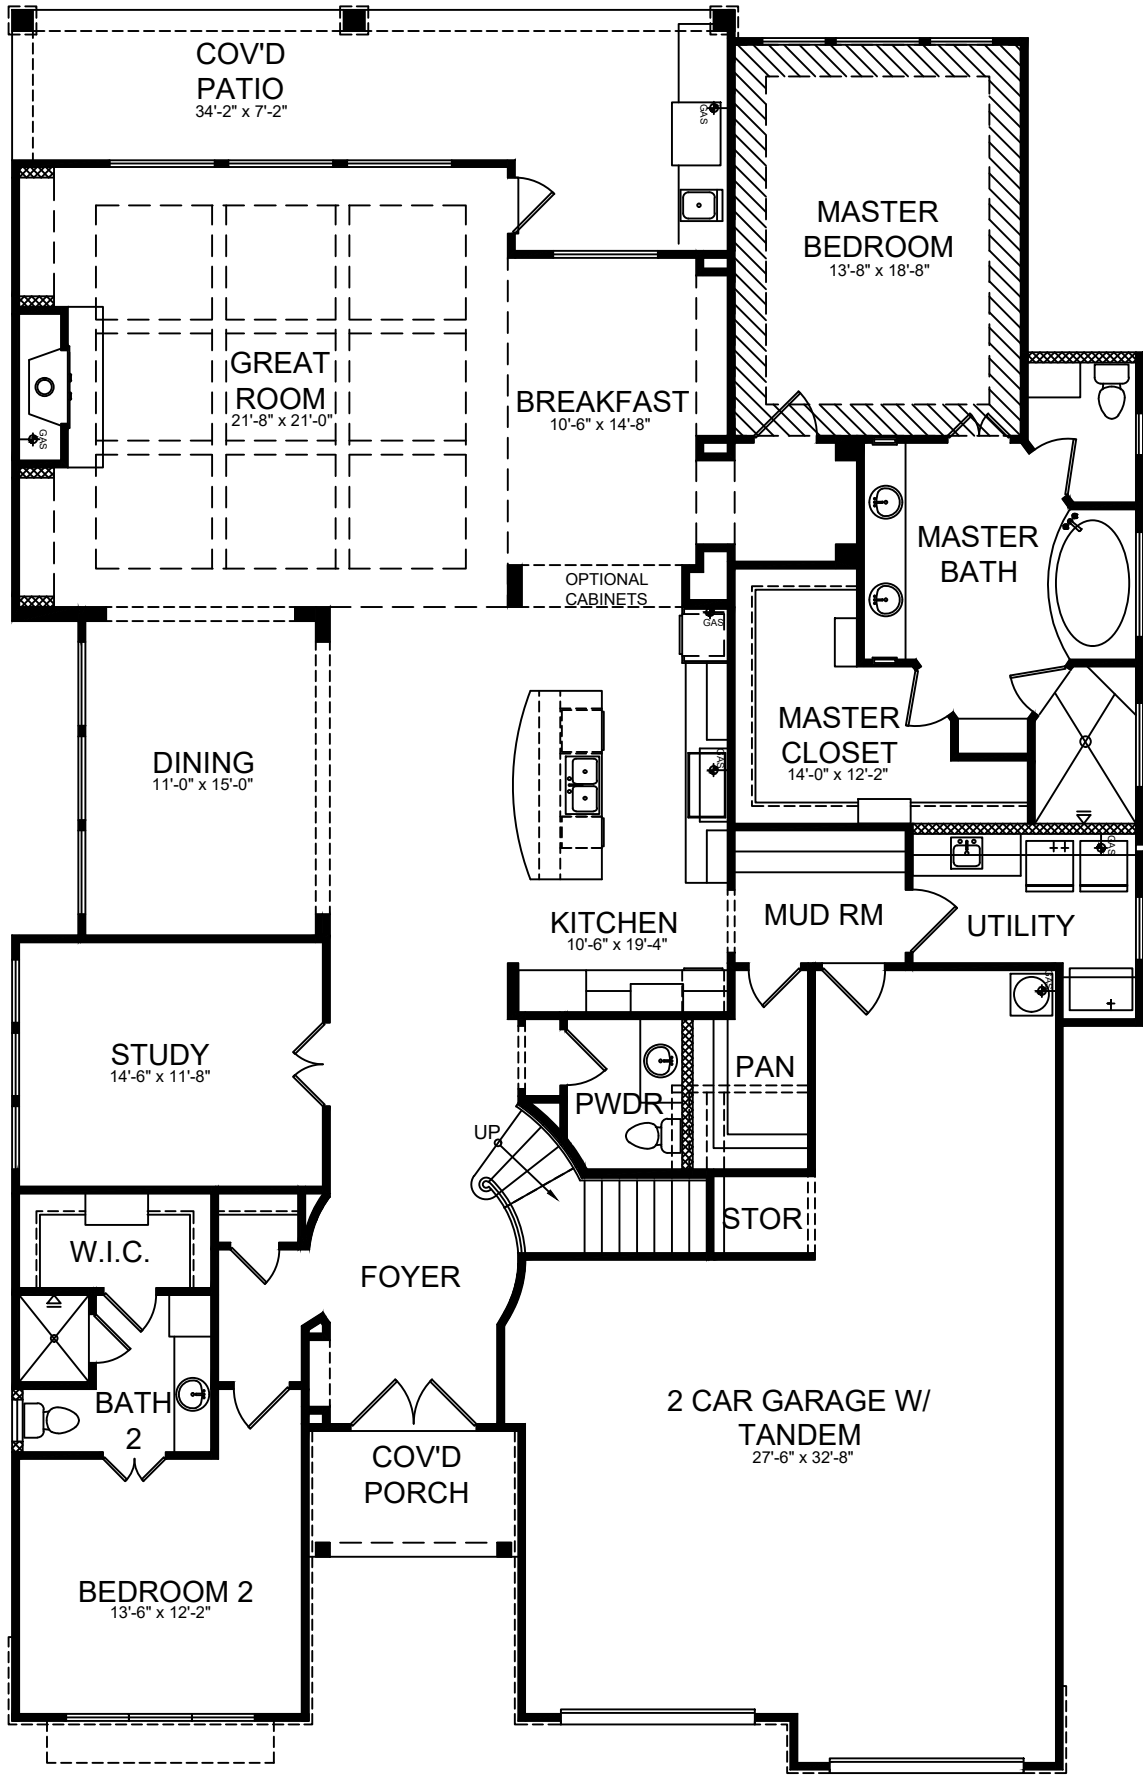 COV'D
PATIO
34'-2" x 7'-2"
GAS
MASTER
BEDROOM
13'-8" x 18'-8"
GREAT
ROOM
21'-8" x 21'-0"
GAS
BREAKFAST
10'-6" x 14'-8"
MASTER
BATH
OPTIONAL
CABINETS
GAS
MASTER
CLOSET
14'-0" x 12'-2"
DINING
11'-0" x 15'-0"
GAS
GAS
KITCHEN
10'-6" x 19'-4"
MUD RM
UTILITY
GAS
STUDY
14'-6" x 11'-8"
PAN
PWDR
UP
STOR
W.I.C.
FOYER
BATH
2
2 CAR GARAGE W/
TANDEM
27'-6" x 32'-8"
COV'D
PORCH
BEDROOM 2
13'-6" x 12'-2"